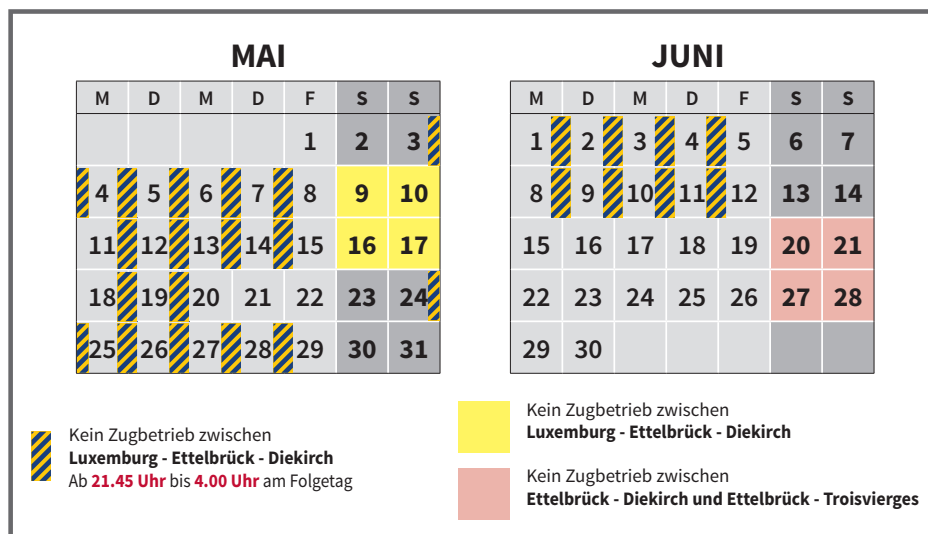 MAI
M D M D F S S
1 2 3
4 5 6 7 8 9 10
11 12 13 14 15 16 17
18 19 20 21 22 23 24
25 26 27 28 29 30 31
JUNI
M D M D F S S
1 2 3 4 5 6 7
8 9 10 11 12 13 14
15 16 17 18 19 20 21
22 23 24 25 26 27 28
29 30
Kein Zugbetrieb zwischen
Luxemburg - Ettelbrück - Diekirch
Ab 21.45 Uhr bis 4.00 Uhr am Folgetag
Kein Zugbetrieb zwischen
Luxemburg - Ettelbrück - Diekirch
Kein Zugbetrieb zwischen
Ettelbrück - Diekirch und Ettelbrück - Troisvierges